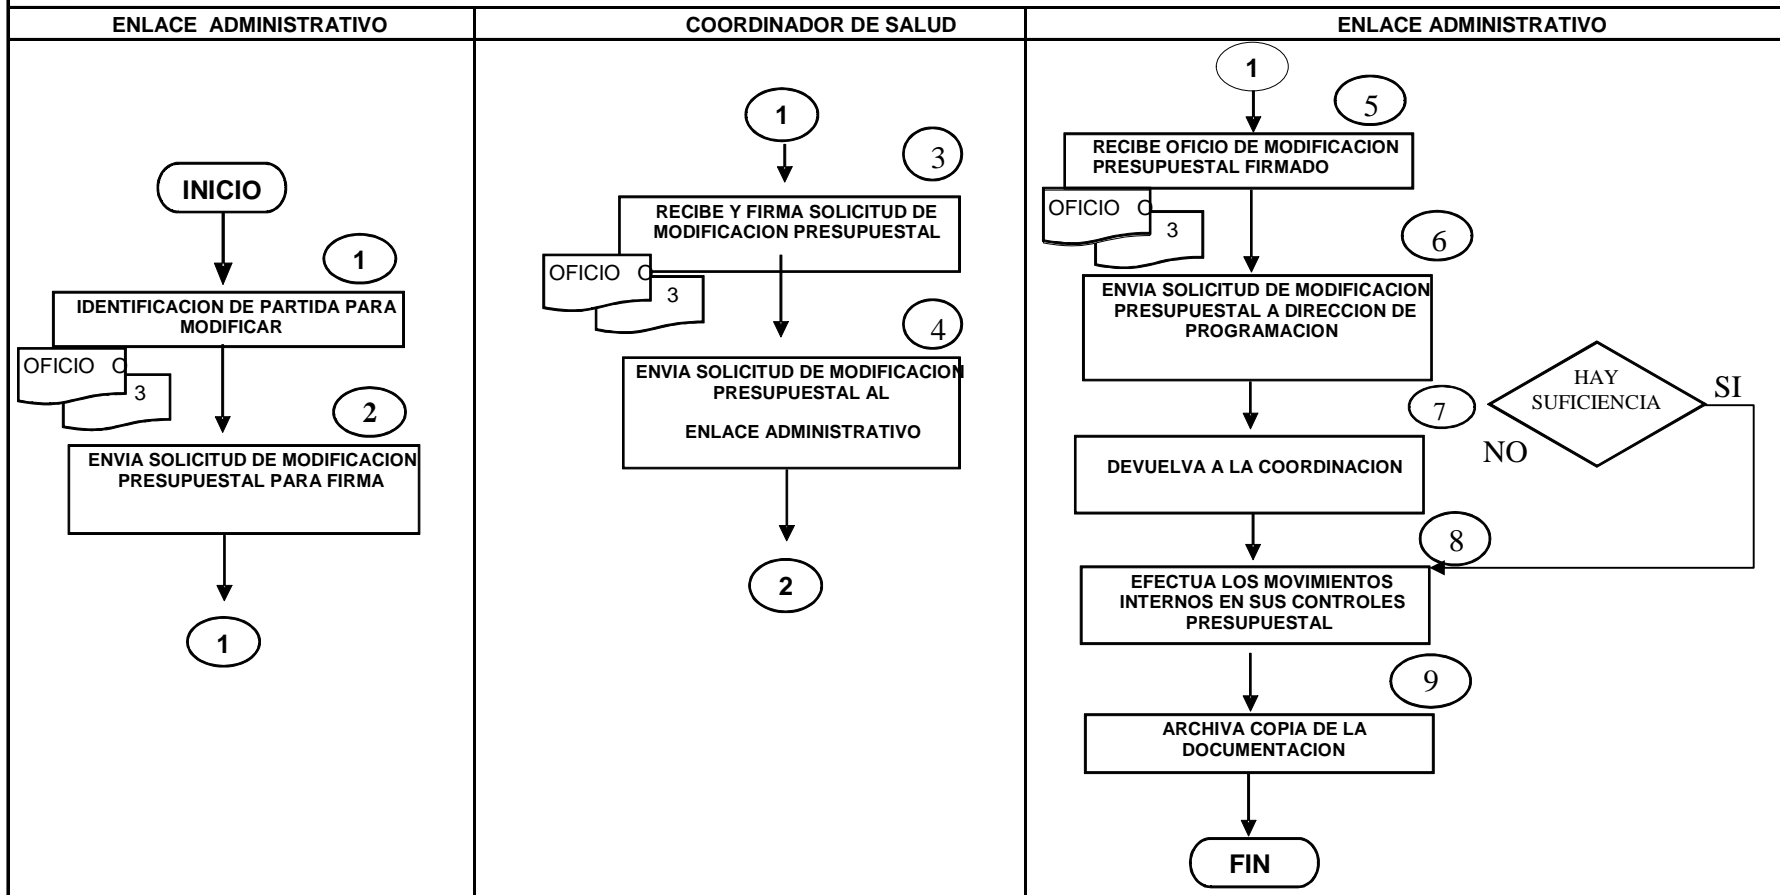 ENLACE ADMINISTRATIVO
COORDINADOR DE SALUD
ENLACE ADMINISTRATIVO
INICIO
1
IDENTIFICACION DE PARTIDA PARA
MODIFICAR
OFICIO O
3
2
ENVIA SOLICITUD DE MODIFICACION
PRESUPUESTAL PARA FIRMA
1
1
3
RECIBE Y FIRMA SOLICITUD DE
MODIFICACION PRESUPUESTAL
OFICIO O
3
4
ENVIA SOLICITUD DE MODIFICACION
PRESUPUESTAL AL
ENLACE ADMINISTRATIVO
2
1
5
RECIBE OFICIO DE MODIFICACION
PRESUPUESTAL FIRMADO
OFICIO O
3
6
ENVIA SOLICITUD DE MODIFICACION
PRESUPUESTAL A DIRECCION DE
PROGRAMACION
HAY
SUFICIENCIA
SI
NO
7
DEVUELVA A LA COORDINACION
8
EFECTUA LOS MOVIMIENTOS
INTERNOS EN SUS CONTROLES
PRESUPUESTAL
9
ARCHIVA COPIA DE LA
DOCUMENTACION
FIN